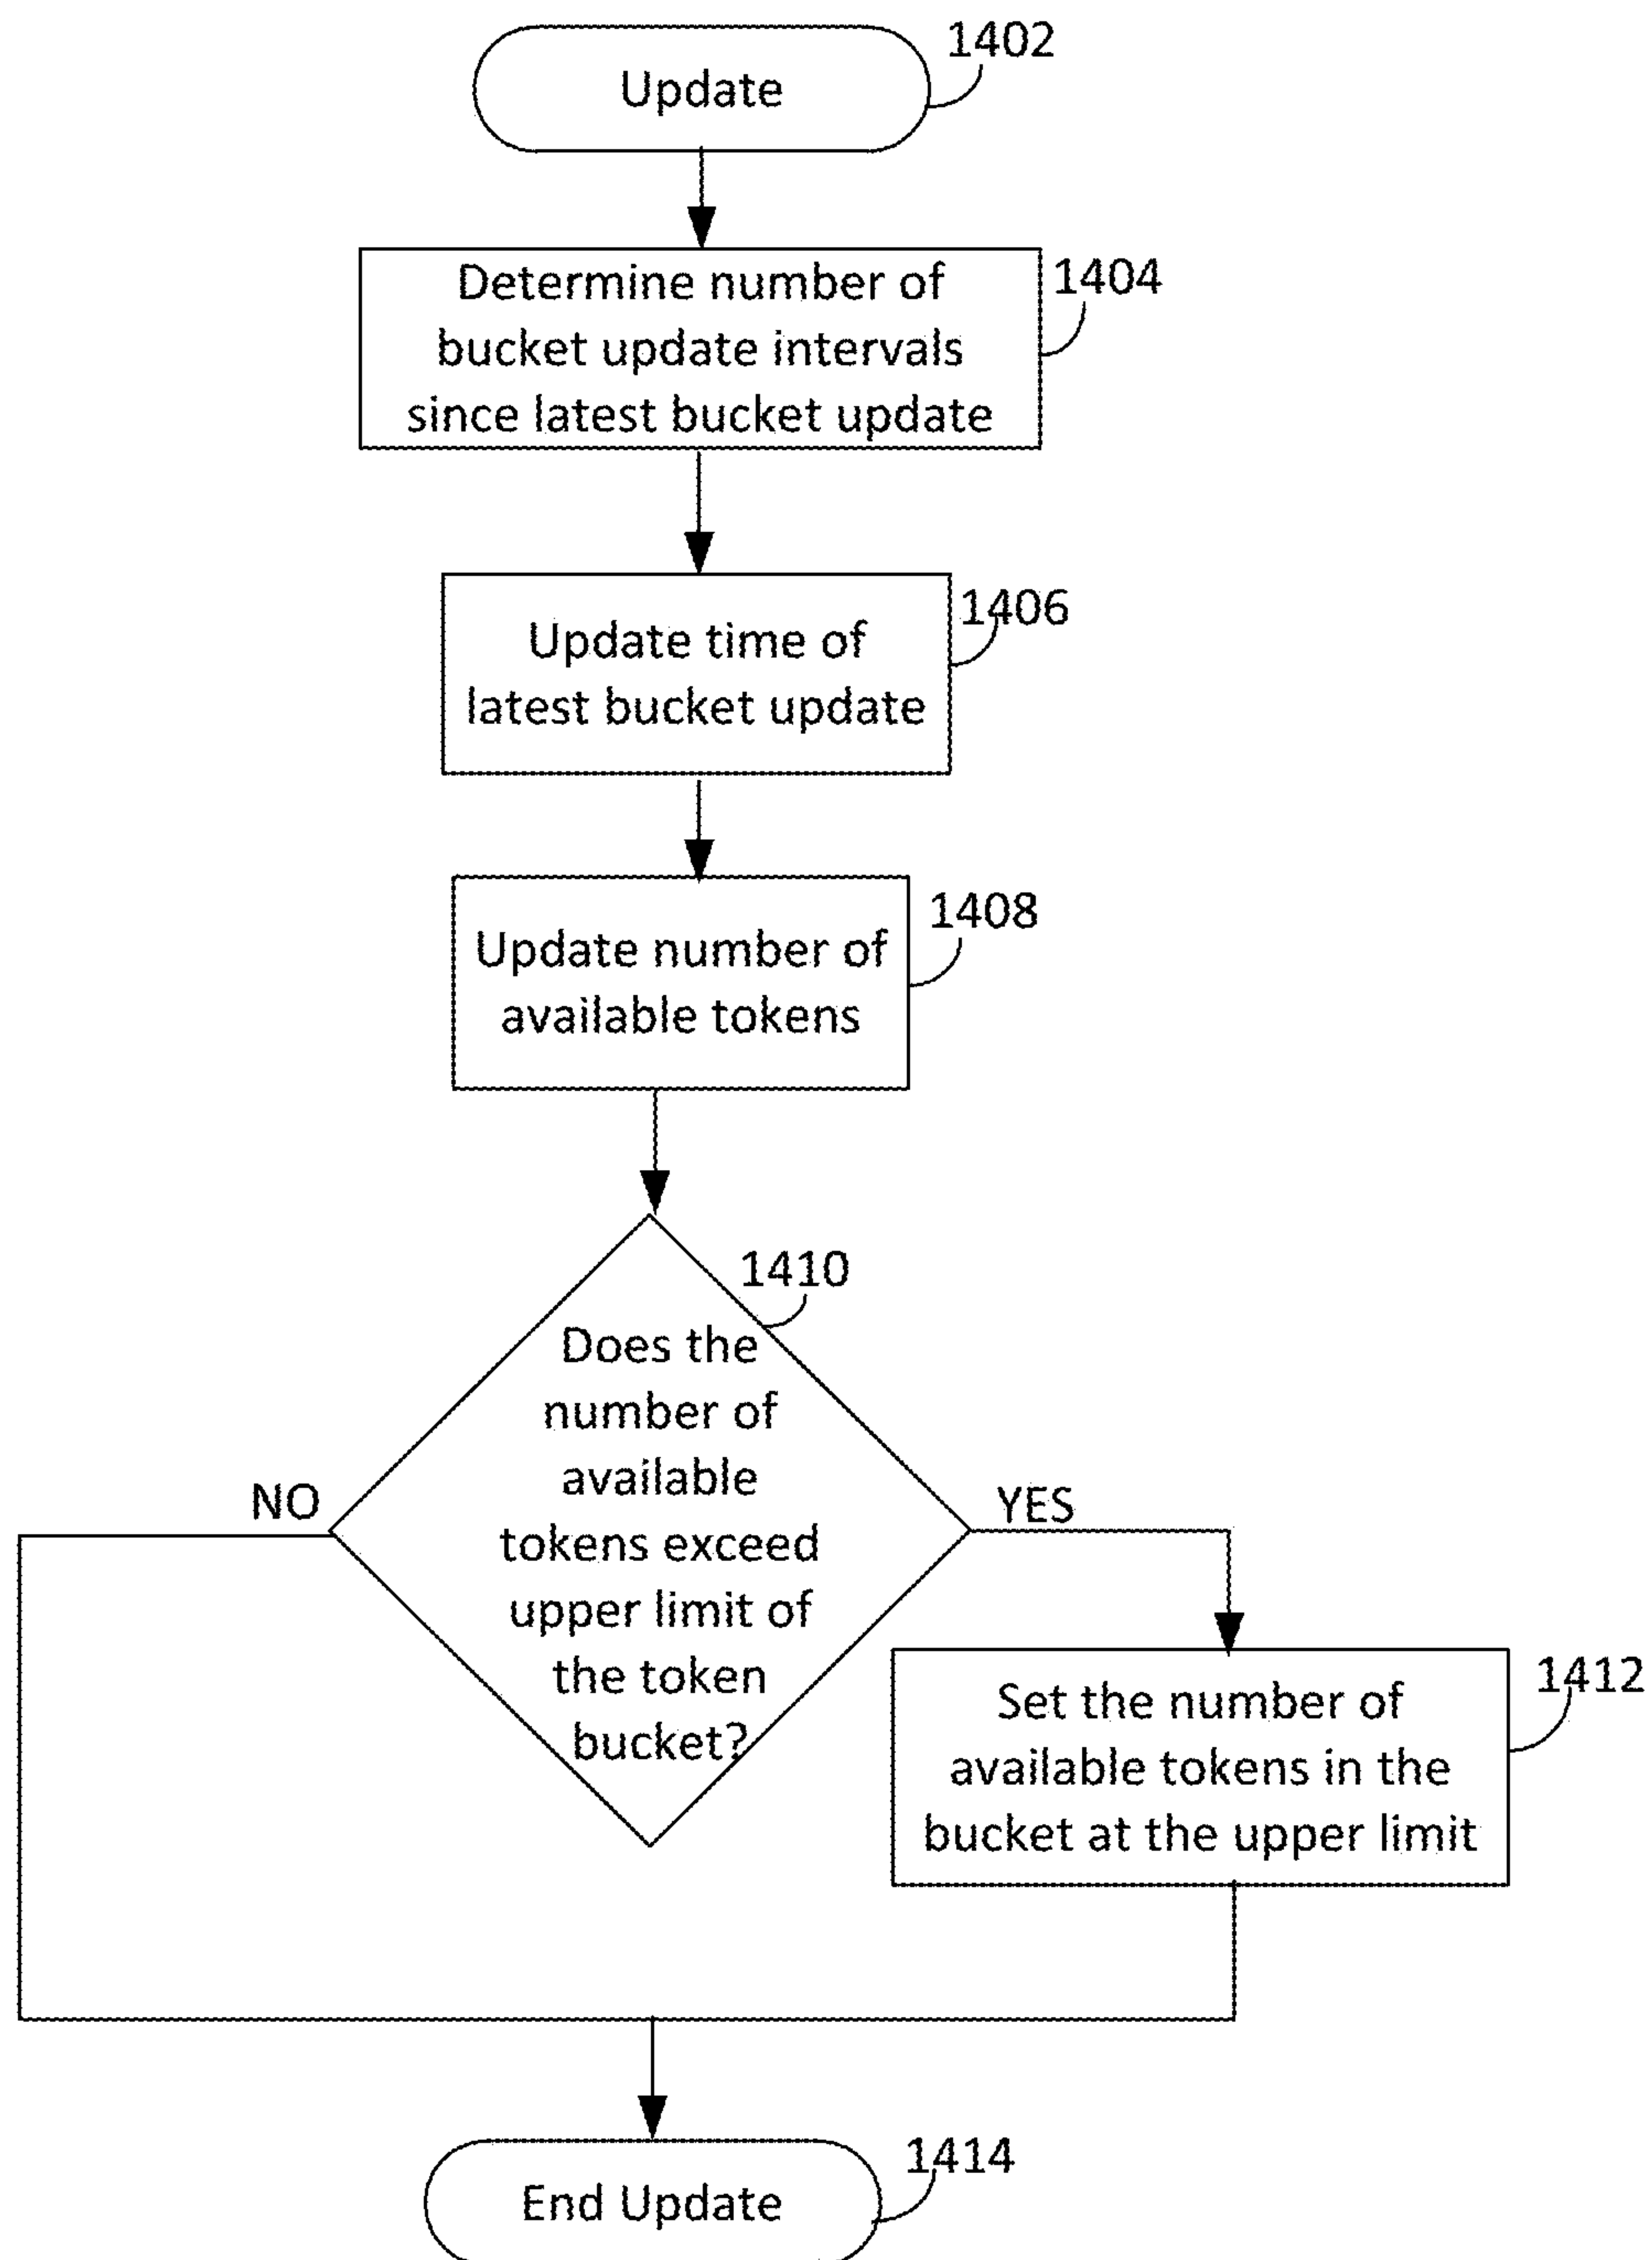 1402
Update
1404
Determine number of
bucket update intervals
since latest bucket update
1406
Update time of
latest bucket update
1408
Update number of
available tokens
1410
Does the
number of
available
tokens exceed
upper limit of
the token
bucket?
NO
YES
1412
Set the number of
available tokens in the
bucket at the upper limit
1414
End Update